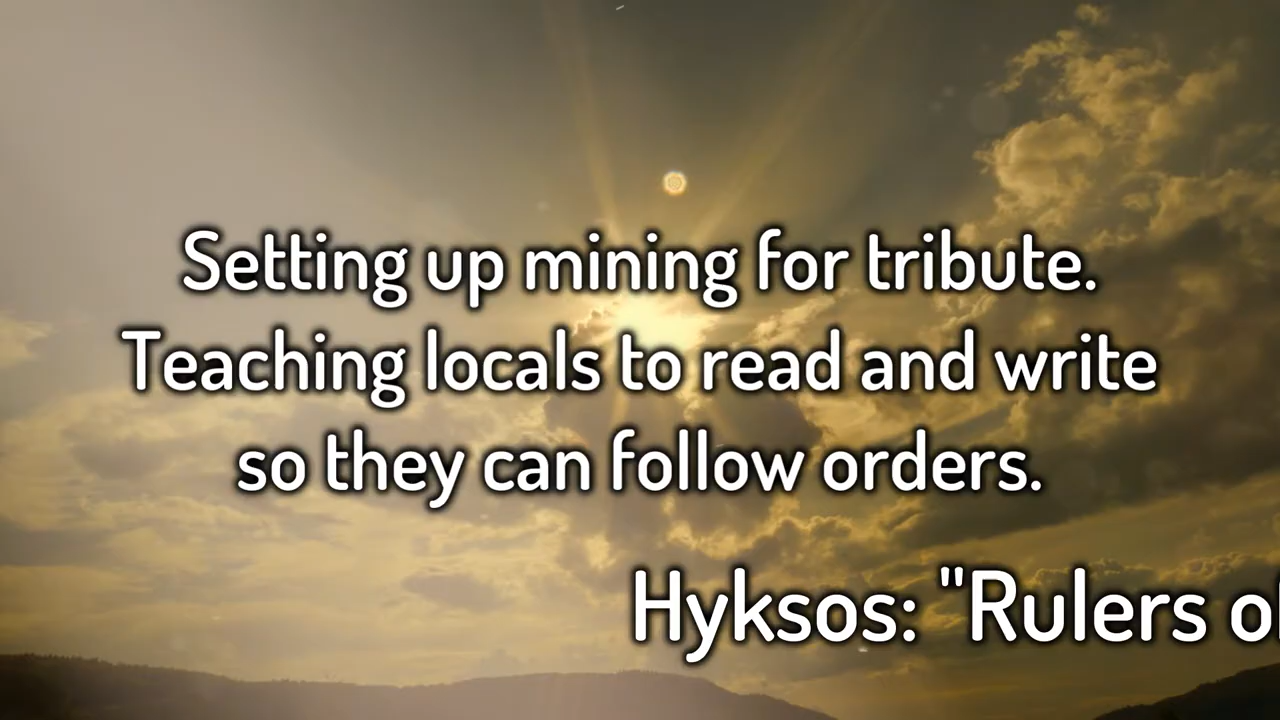 Setting up mining for tribute.
Teaching locals to read and write
so they can follow orders.
Hyksos: "Rulers